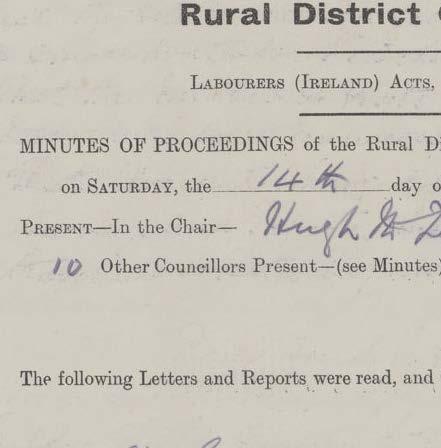 Rural District
LABOURERS (IRELAND) ACTS,
MINUTES OF PROCEEDINGS of the Rural Di
on SATURDAY, the 14th day o
PRESENT—In the Chair— Hugh
10 Other Councillors Present—(see Minutes)
The following Letters and Reports were read, and